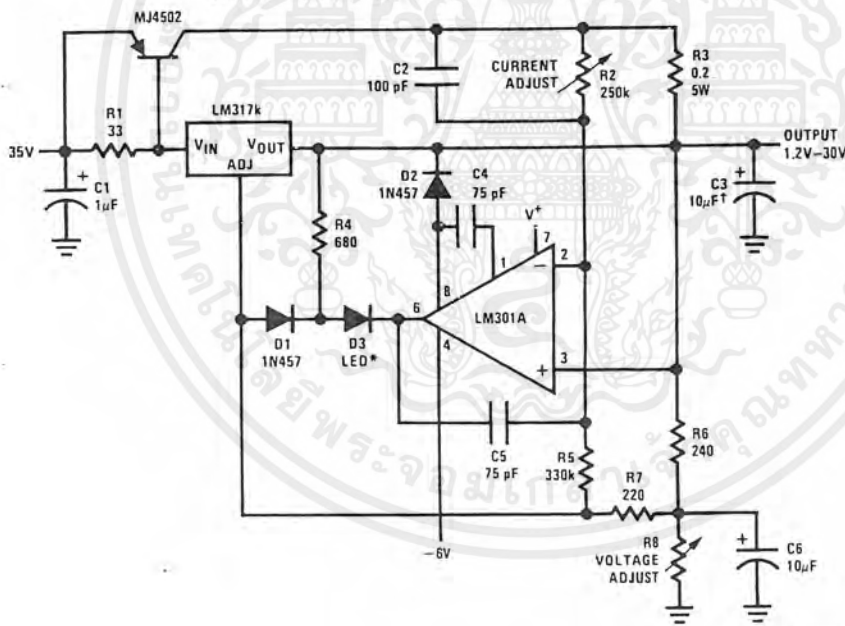 MJ4502
C2
100 pF
CURRENT
ADJUST
R2
250k
R3
0.2
5W
R1
33
LM317k
35V
VIN
VOUT
ADJ
OUTPUT
1.2V–30V
C1
1μF
D2
1N457
C4
75 pF
C3
10μF†
R4
680
V+
7
1
2
8
6
LM301A
4
3
D1
1N457
D3
LED*
C5
75 pF
R5
330k
R6
240
R7
220
−6V
R8
VOLTAGE
ADJUST
C6
10μF